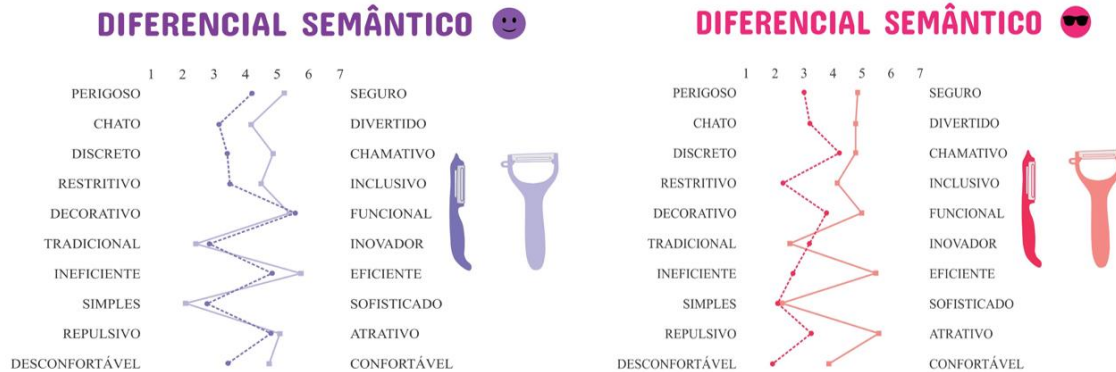 DIFERENCIAL SEMÂNTICO
1 2 3 4 5 6 7
PERIGOSO SEGURO
CHATO DIVERTIDO
DISCRETO CHAMATIVO
RESTRITIVO INCLUSIVO
DECORATIVO FUNCIONAL
TRADICIONAL INOVADOR
INEFICIENTE EFICIENTE
SIMPLES SOFISTICADO
REPULSIVO ATRATIVO
DESCONFORTÁVEL CONFORTÁVEL
DIFERENCIAL SEMÂNTICO
1 2 3 4 5 6 7
PERIGOSO SEGURO
CHATO DIVERTIDO
DISCRETO CHAMATIVO
RESTRITIVO INCLUSIVO
DECORATIVO FUNCIONAL
TRADICIONAL INOVADOR
INEFICIENTE EFICIENTE
SIMPLES SOFISTICADO
REPULSIVO ATRATIVO
DESCONFORTÁVEL CONFORTÁVEL